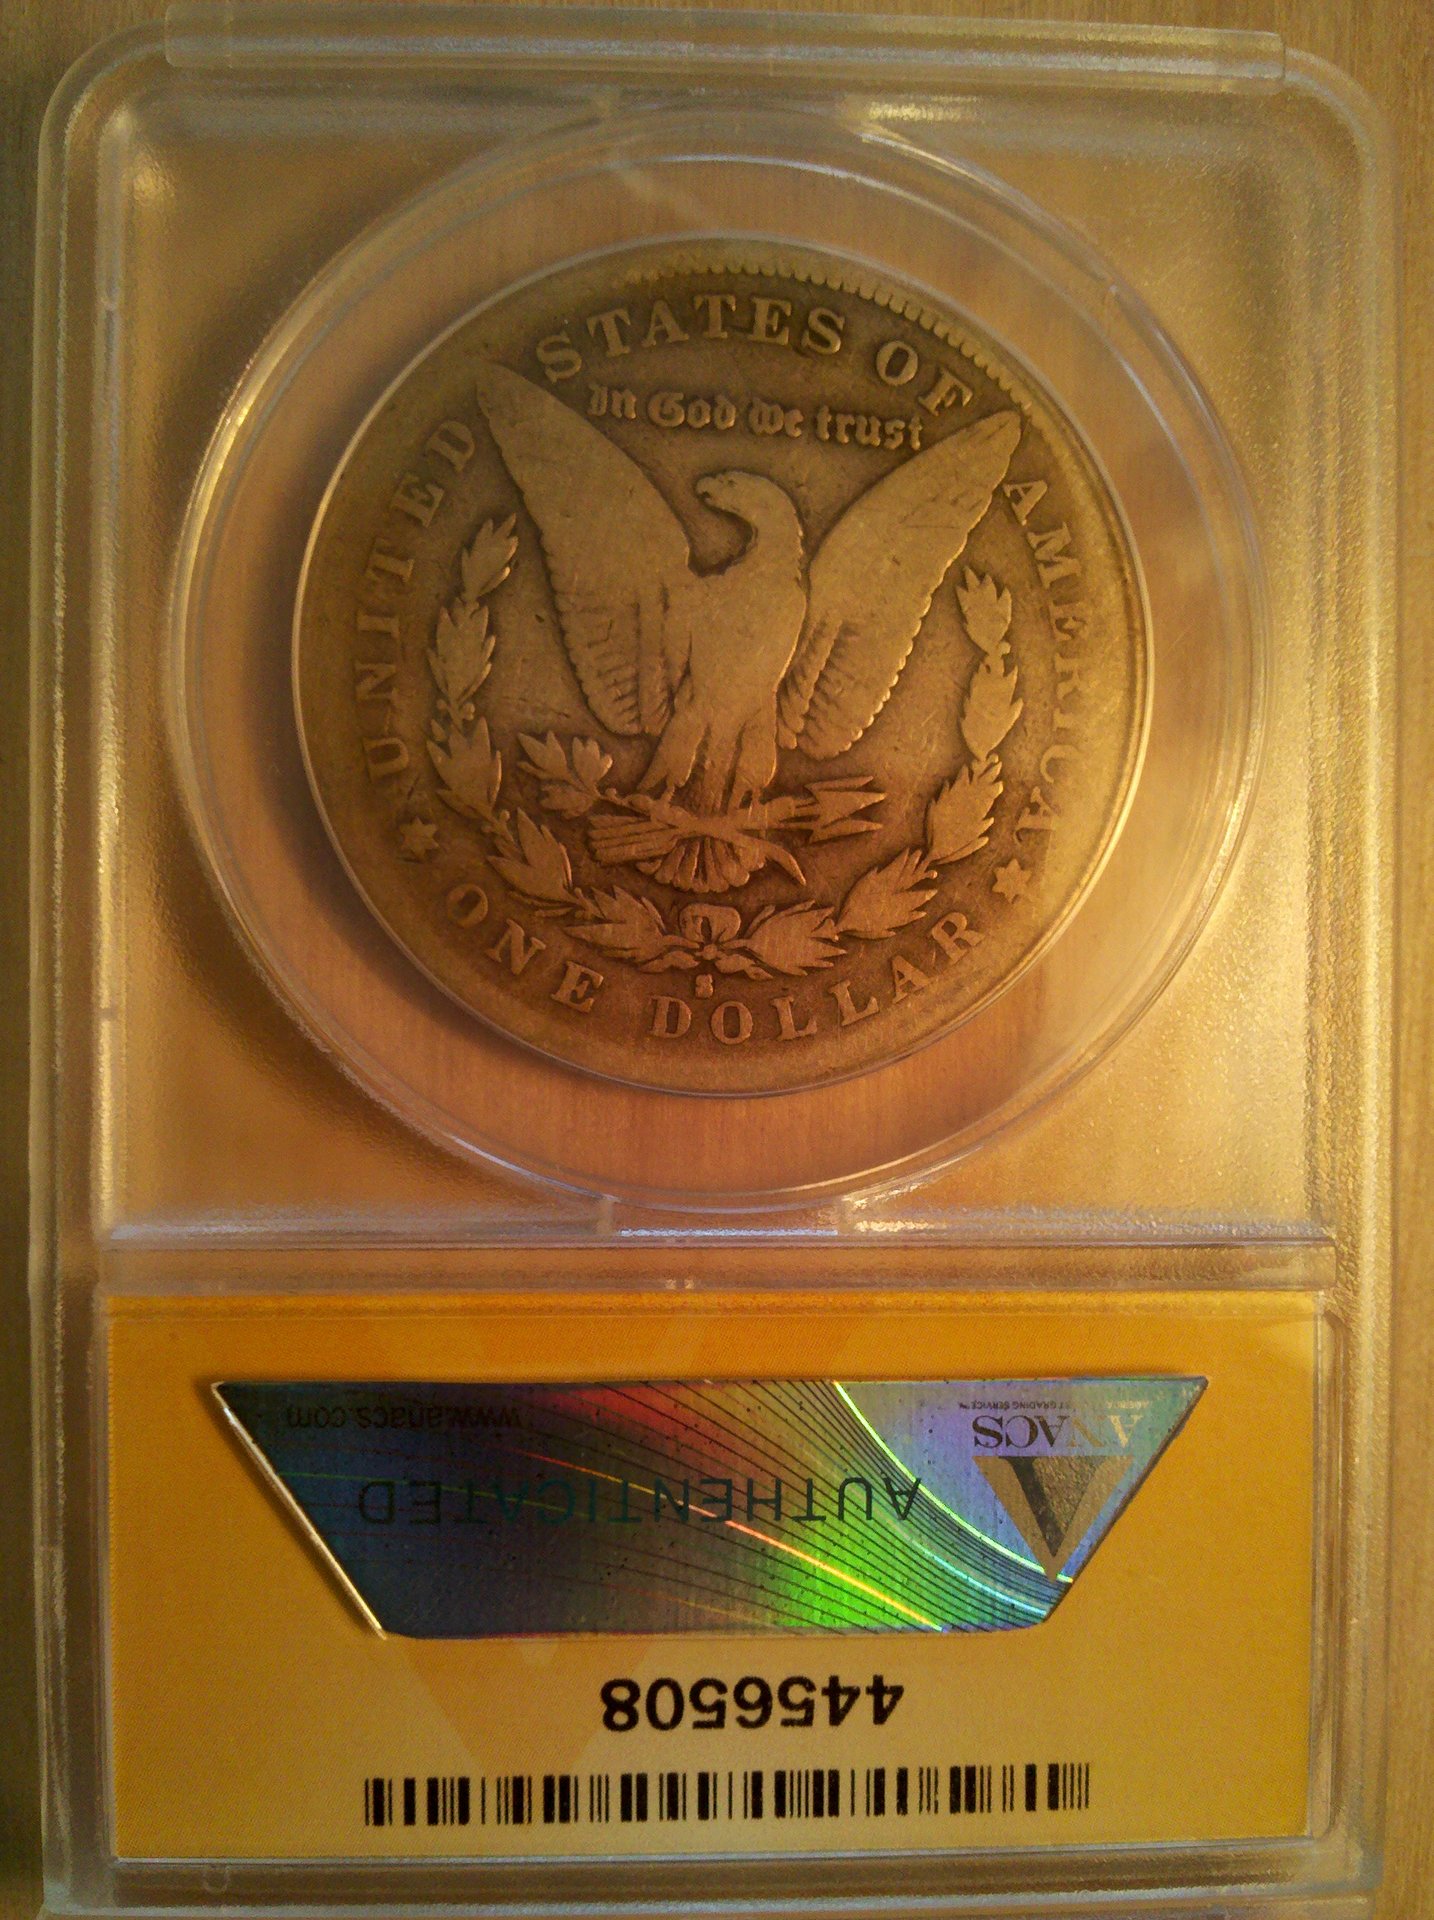 UNITED STATES OF AMERICA
In God we trust
ONE DOLLAR
S
ANACS
www.anacs.com
AUTHENTICATED
4456508